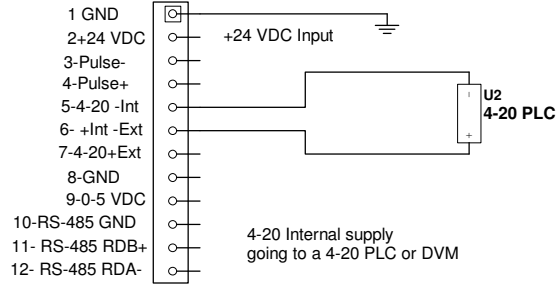 1 GND
2+24 VDC
+24 VDC Input
3-Pulse-
4-Pulse+
5-4-20 -Int
6- +Int -Ext
7-4-20+Ext
8-GND
9-0-5 VDC
10-RS-485 GND
11- RS-485 RDB+
12- RS-485 RDA-
-
+
U2
4-20 PLC
4-20 Internal supply
going to a 4-20 PLC or DVM